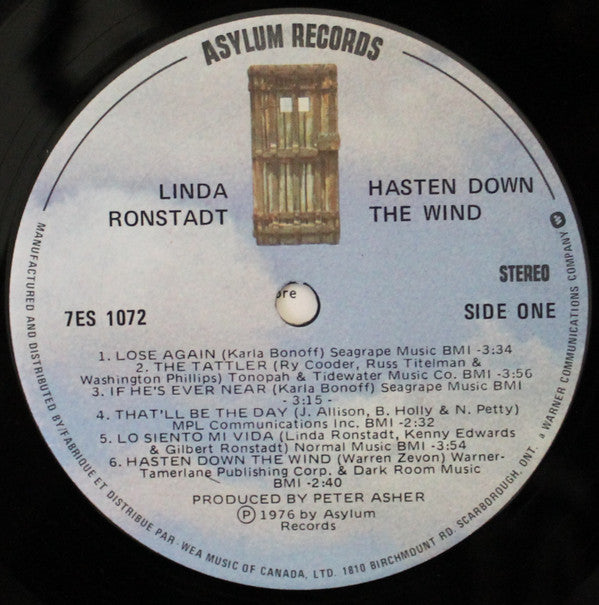 ASYLUM RECORDS
LINDA
RONSTADT
HASTEN DOWN
THE WIND
STEREO
7ES 1072
SIDE ONE
1. LOSE AGAIN (Karla Bonoff) Seagrape Music BMI -3:34
2. THE TATTLER (Ry Cooder, Russ Titelman &
Washington Phillips) Tonopah & Tidewater Music Co. BMI -3:56
3. IF HE'S EVER NEAR (Karla Bonoff) Seagrape Music BMI
- 3:15 -
4. THAT'LL BE THE DAY (J. Allison, B. Holly & N. Petty)
MPL Communications Inc. BMI -2:32
5. LO SIENTO MI VIDA (Linda Ronstadt, Kenny Edwards
& Gilbert Ronstadt) Normal Music BMI -3:54
6. HASTEN DOWN THE WIND (Warren Zevon) Warner-
Tamerlane Publishing Corp. & Dark Room Music
BMI -2:40
PRODUCED BY PETER ASHER
℗ 1976 by Asylum
Records
MANUFACTURED AND DISTRIBUTED BY/FABRIQUE ET DISTRIBUE PAR · WEA MUSIC OF CANADA, LTD. 1810 BIRCHMOUNT RD. SCARBOROUGH, ONT. a WARNER COMMUNICATIONS COMPANY